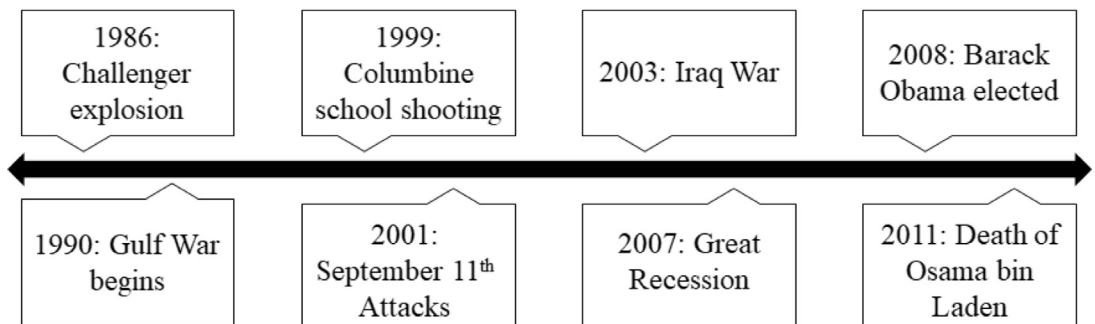 1986:
Challenger
explosion
1999:
Columbine
school shooting
2003: Iraq War
2008: Barack
Obama elected
1990: Gulf War
begins
2001:
September 11th
Attacks
2007: Great
Recession
2011: Death of
Osama bin
Laden